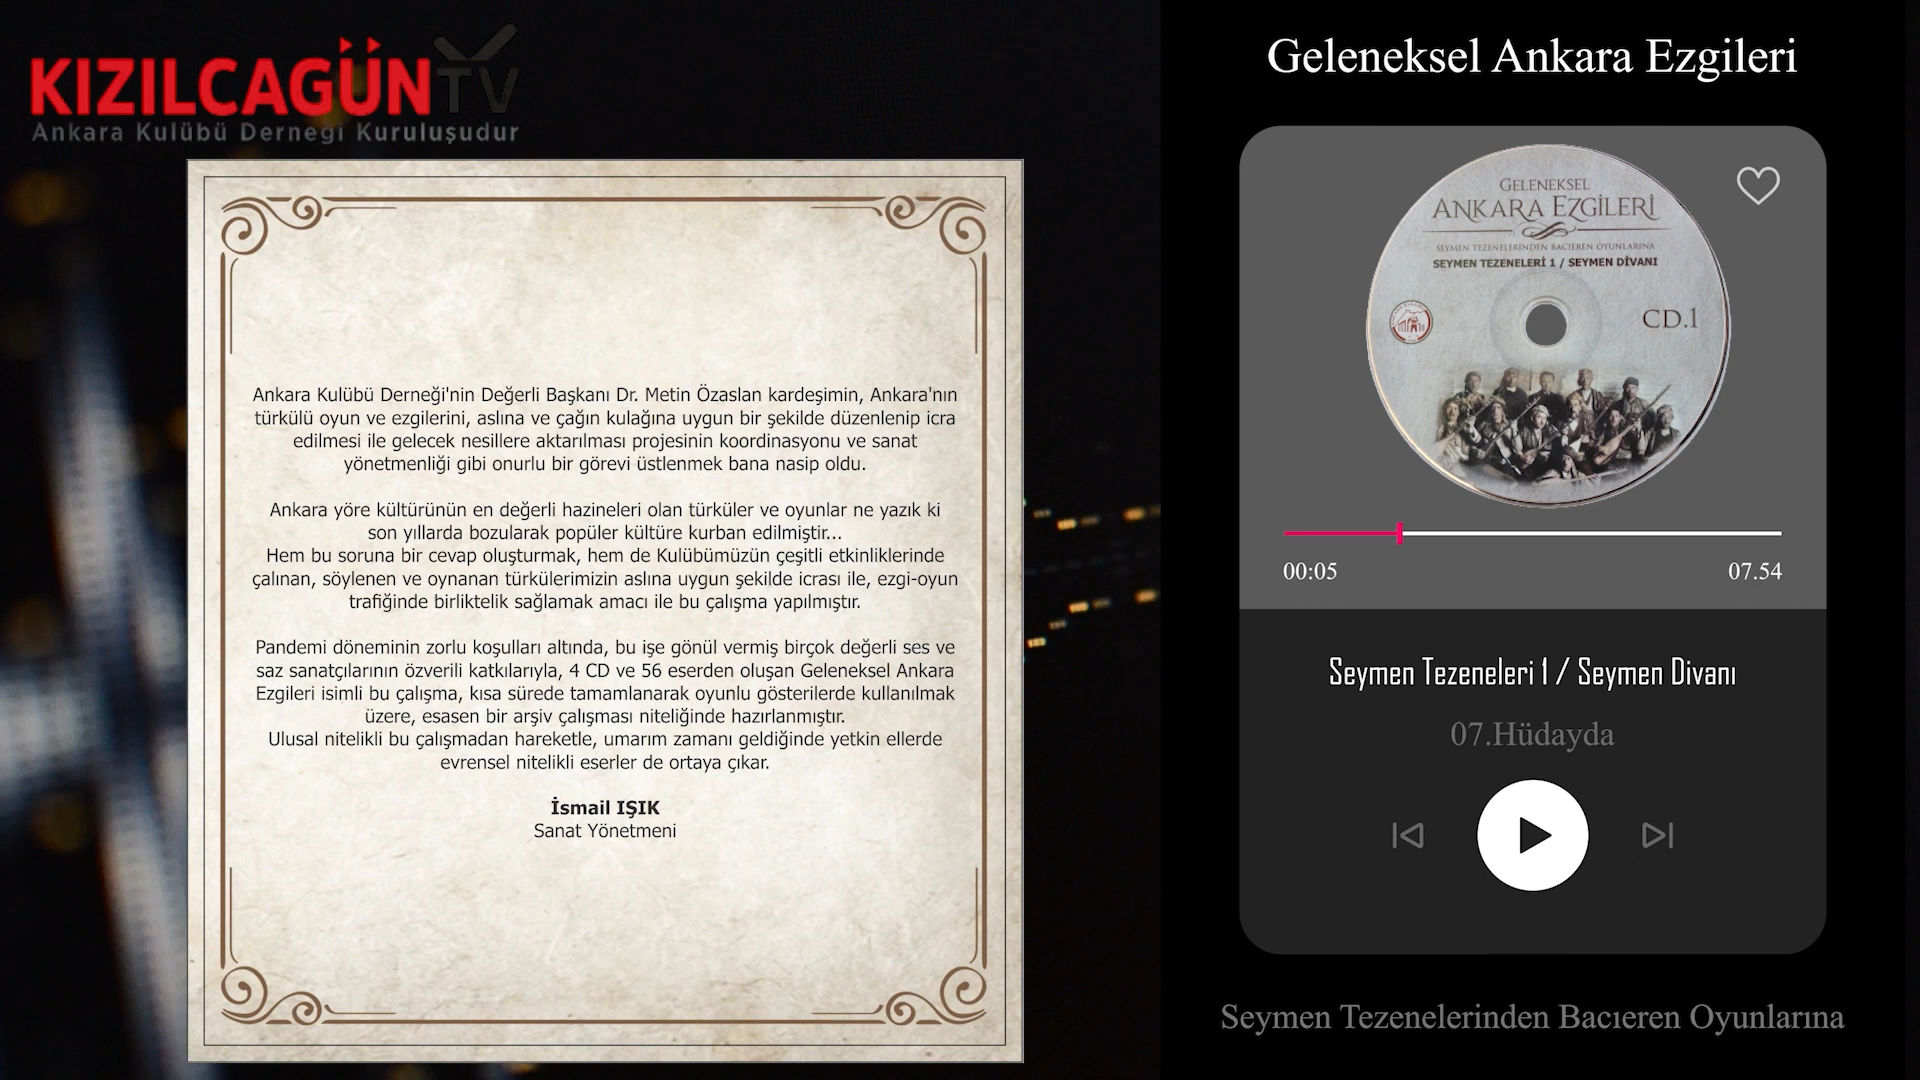 KIZILCAGÜN TV
Ankara Kulübü Derneği Kuruluşudur
Ankara Kulübü Derneği'nin Değerli Başkanı Dr. Metin Özaslan kardeşimin, Ankara'nın
türkülü oyun ve ezgilerini, aslına ve çağın kulağına uygun bir şekilde düzenlenip icra
edilmesi ile gelecek nesillere aktarılması projesinin koordinasyonu ve sanat
yönetmenliği gibi onurlu bir görevi üstlenmek bana nasip oldu.
Ankara yöre kültürünün en değerli hazineleri olan türküler ve oyunlar ne yazık ki
son yıllarda bozularak popüler kültüre kurban edilmiştir...
Hem bu soruna bir cevap oluşturmak, hem de Kulübümüzün çeşitli etkinliklerinde
çalınan, söylenen ve oynanan türkülerimizin aslına uygun şekilde icrası ile, ezgi-oyun
trafiğinde birliktelik sağlamak amacı ile bu çalışma yapılmıştır.
Pandemi döneminin zorlu koşulları altında, bu işe gönül vermiş birçok değerli ses ve
saz sanatçılarının özverili katkılarıyla, 4 CD ve 56 eserden oluşan Geleneksel Ankara
Ezgileri isimli bu çalışma, kısa sürede tamamlanarak oyunlu gösterilerde kullanılmak
üzere, esasen bir arşiv çalışması niteliğinde hazırlanmıştır.
Ulusal nitelikli bu çalışmadan hareketle, umarım zamanı geldiğinde yetkin ellerde
evrensel nitelikli eserler de ortaya çıkar.
İsmail IŞIK
Sanat Yönetmeni
Geleneksel Ankara Ezgileri
GELENEKSEL
ANKARA EZGİLERİ
SEYMEN TEZENELERİNDEN BACIEREN OYUNLARINA
SEYMEN TEZENELERİ 1 / SEYMEN DİVANI
CD.1
00:05
07.54
Seymen Tezeneleri 1 / Seymen Divanı
07.Hüdayda
Seymen Tezenelerinden Bacıeren Oyunlarına